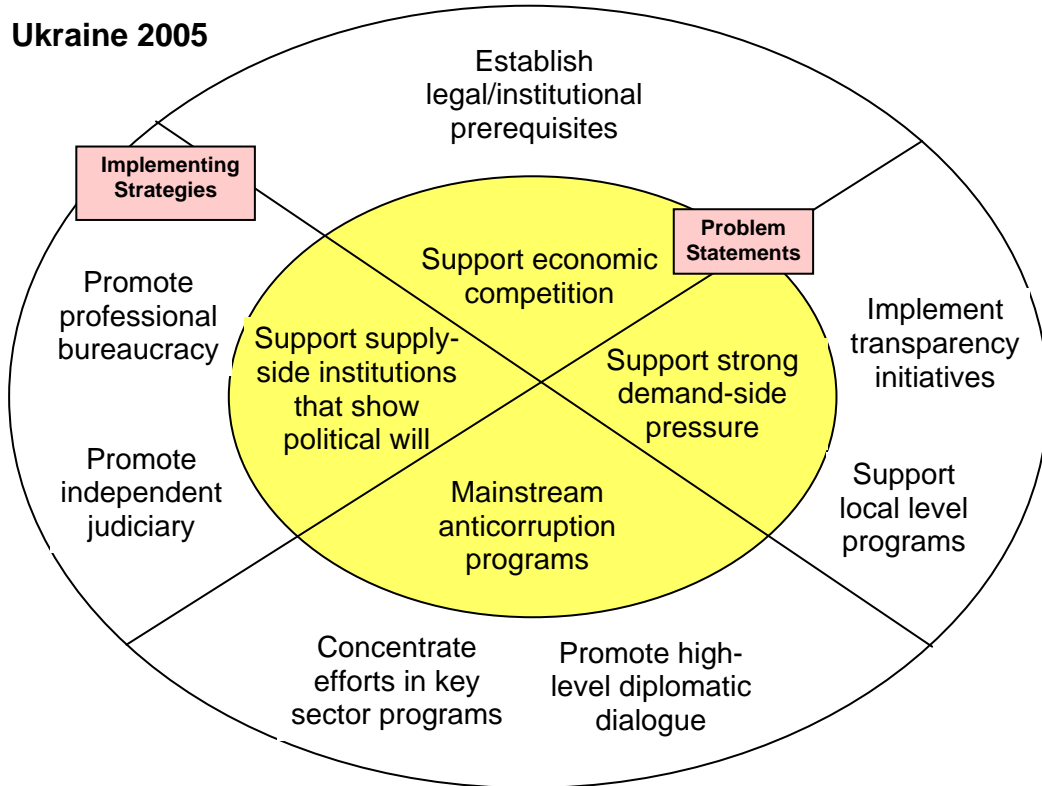 Ukraine 2005
Establish
legal/institutional
prerequisites
Implementing
Strategies
Problem
Statements
Support economic
competition
Promote
professional
bureaucracy
Support supply-
side institutions
that show
political will
Support strong
demand-side
pressure
Implement
transparency
initiatives
Promote
independent
judiciary
Mainstream
anticorruption
programs
Support
local level
programs
Concentrate
efforts in key
sector programs
Promote high-
level diplomatic
dialogue